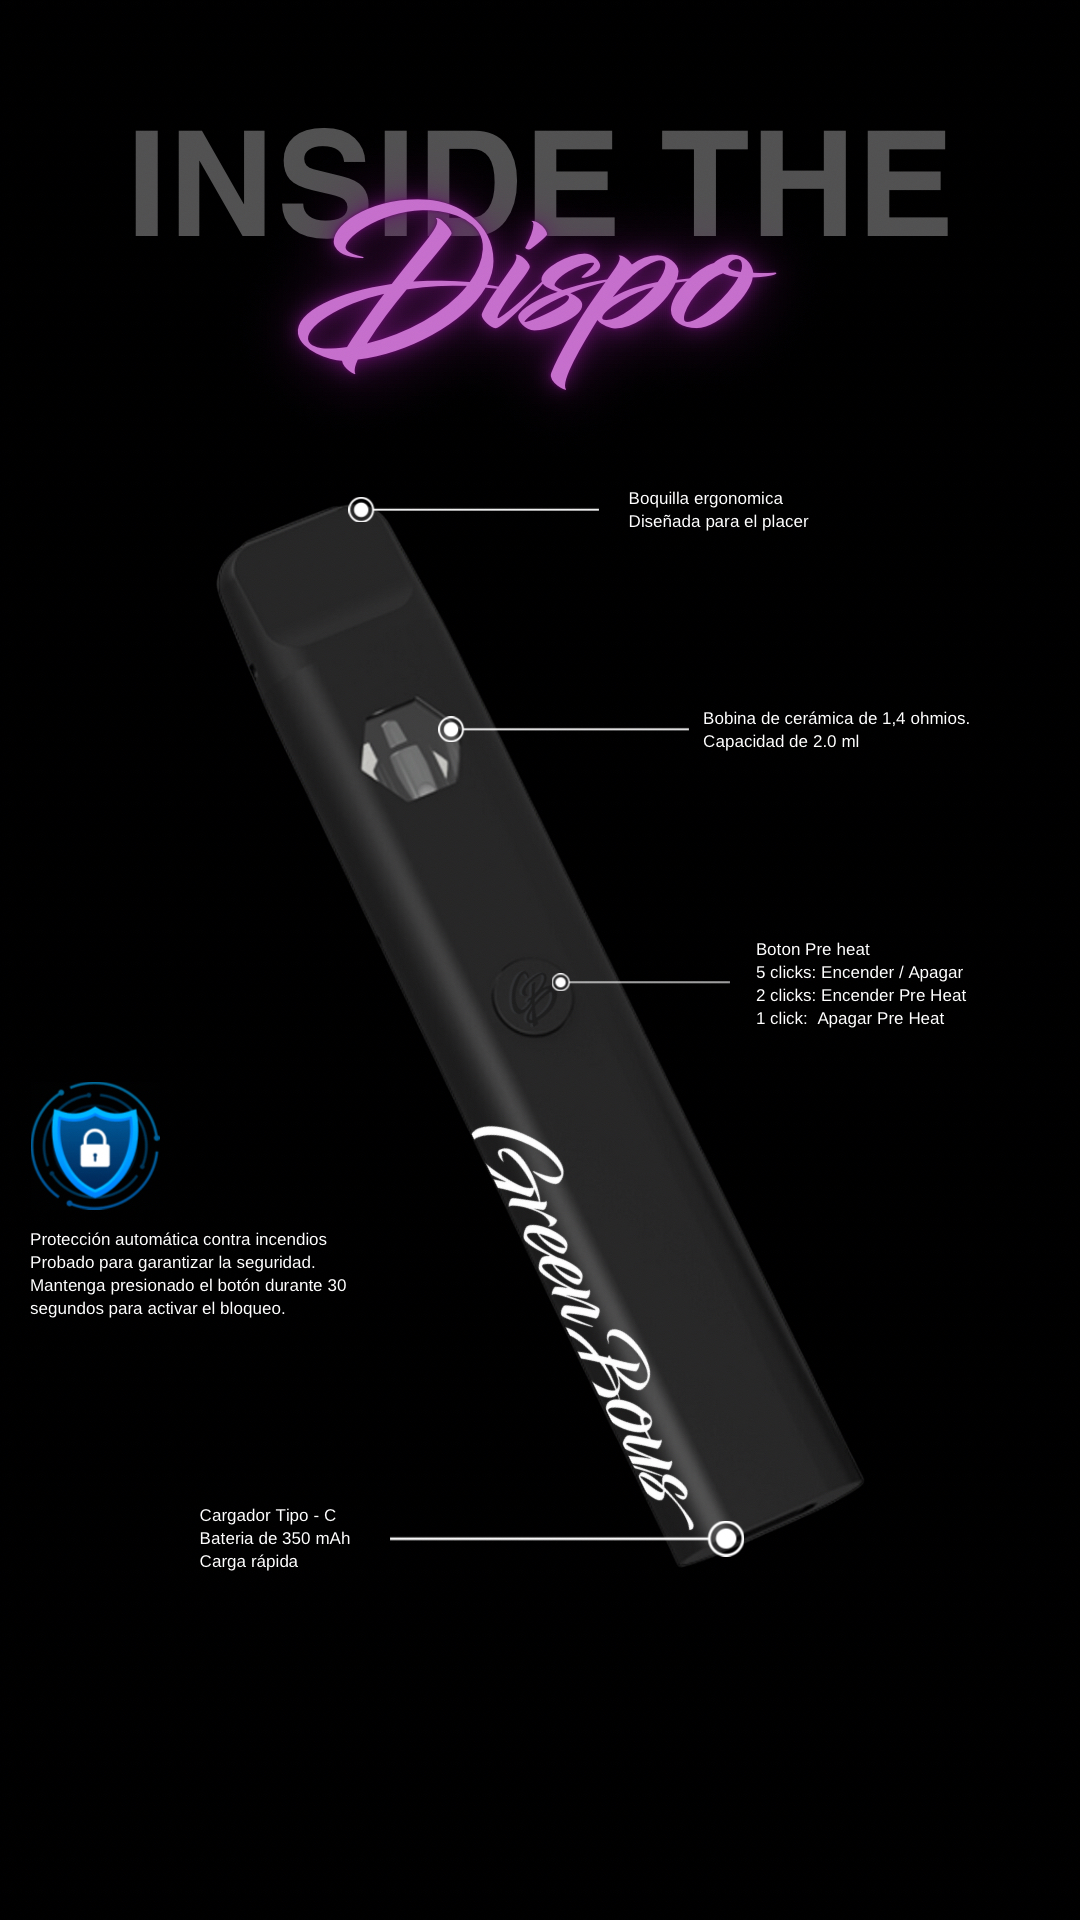 INSIDE THE
Dispo
Boquilla ergonomica
Diseñada para el placer
Bobina de cerámica de 1,4 ohmios.
Capacidad de 2.0 ml
Boton Pre heat
5 clicks: Encender / Apagar
2 clicks: Encender Pre Heat
1 click:  Apagar Pre Heat
GB
Protección automática contra incendios
Probado para garantizar la seguridad.
Mantenga presionado el botón durante 30
segundos para activar el bloqueo.
Green Bows
Cargador Tipo - C
Bateria de 350 mAh
Carga rápida